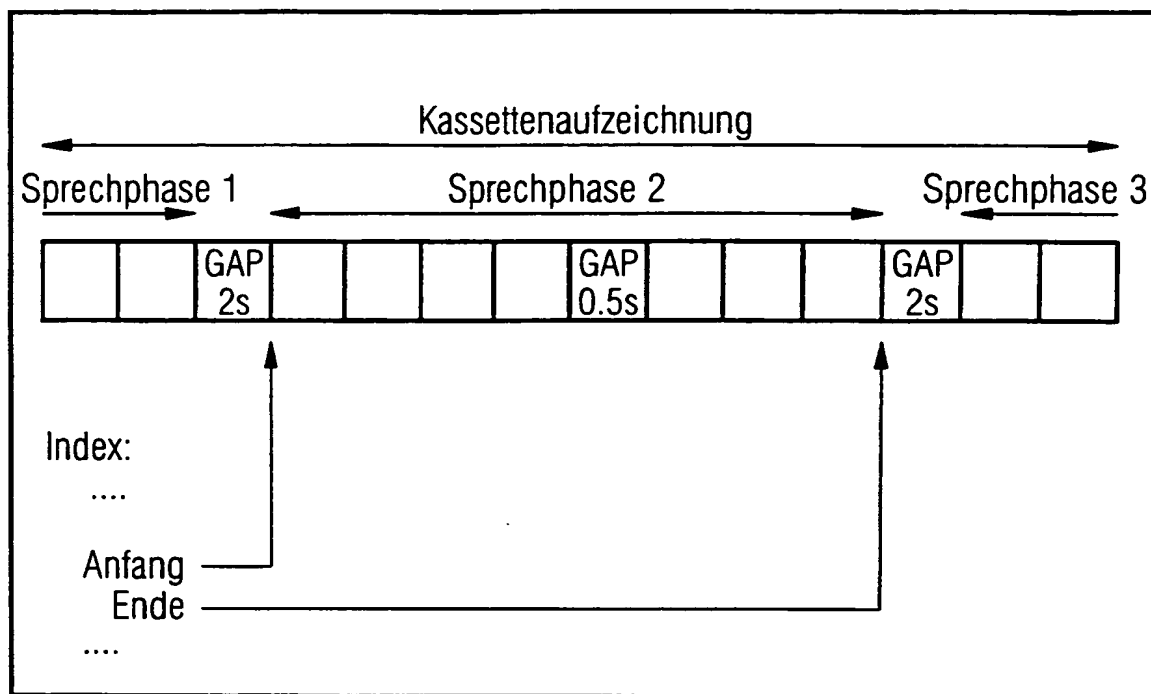 Kassettenaufzeichnung
Sprechphase 1 Sprechphase 2 Sprechphase 3
GAP GAP GAP
2s 0.5s 2s
Index:
....
Anfang
Ende
....